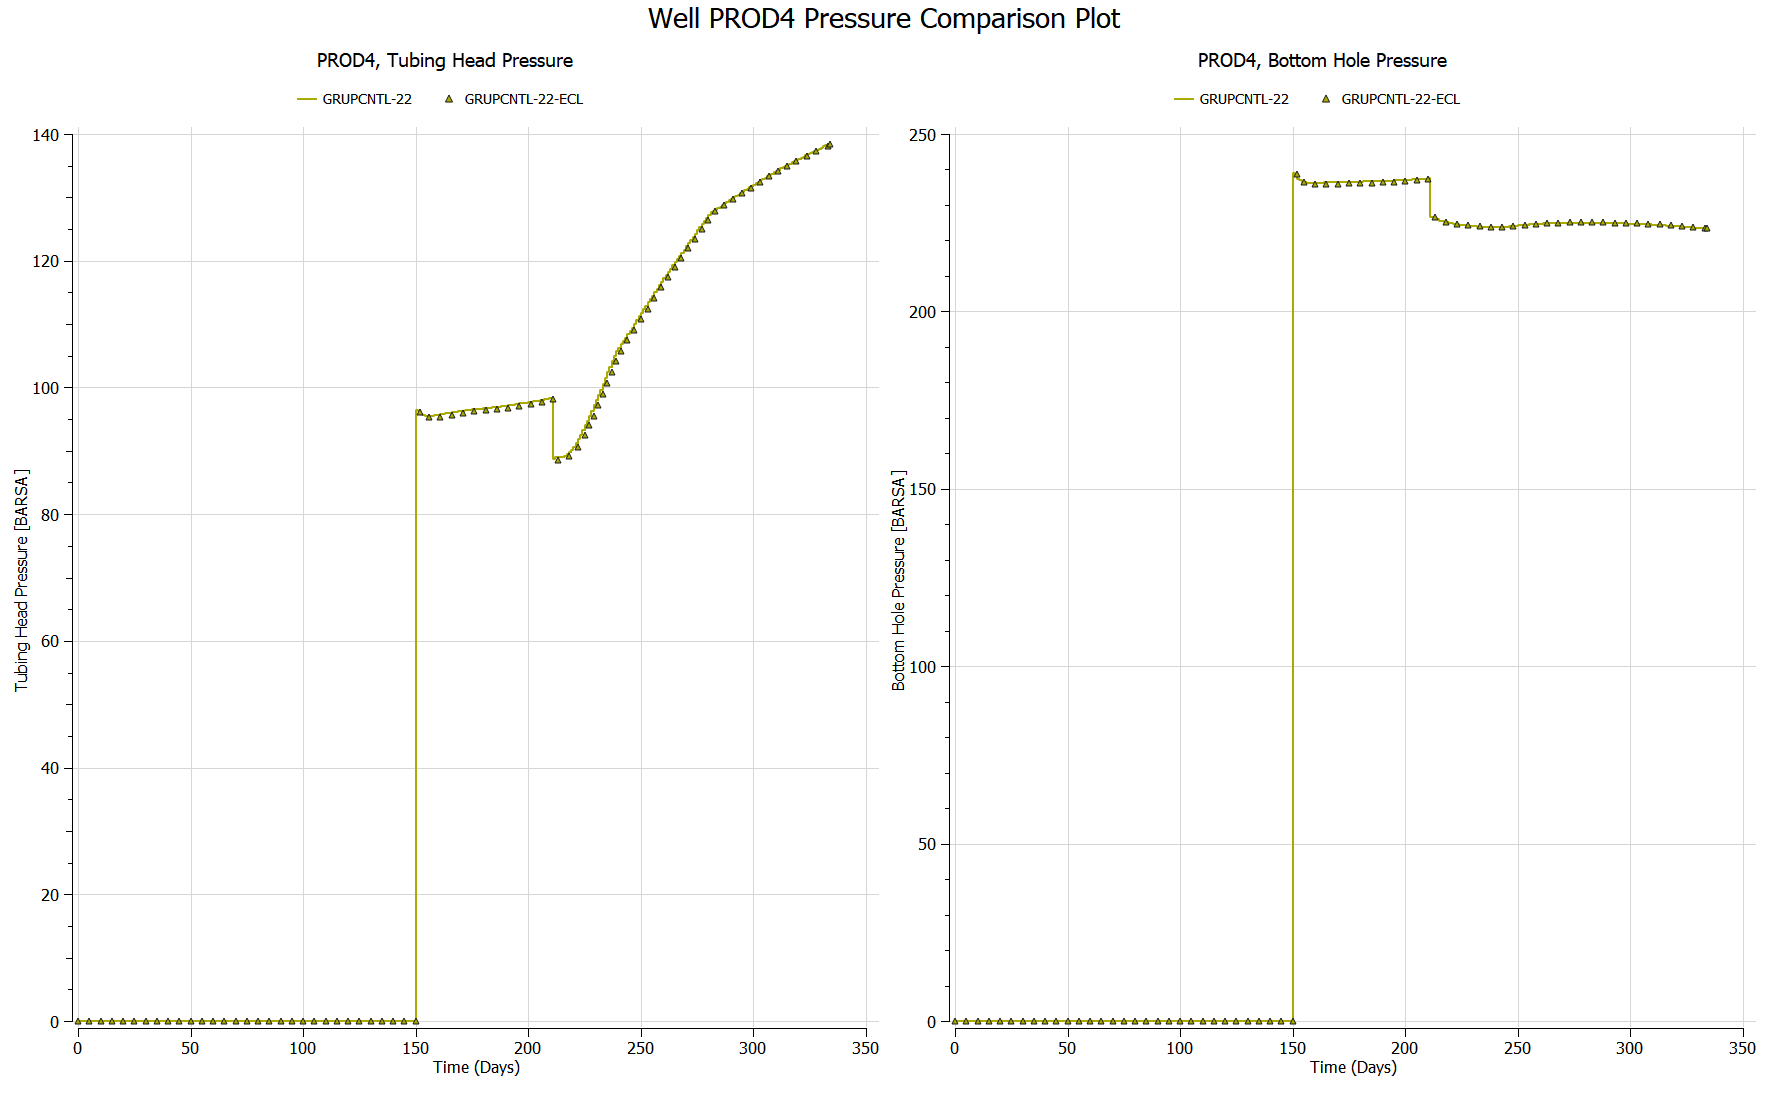 Well PROD4 Pressure Comparison Plot
PROD4, Tubing Head Pressure
GRUPCNTL-22
GRUPCNTL-22-ECL
Tubing Head Pressure [BARSA]
140
120
100
80
60
40
20
0
0 50 100 150 200 250 300 350
Time (Days)
PROD4, Bottom Hole Pressure
GRUPCNTL-22
GRUPCNTL-22-ECL
Bottom Hole Pressure [BARSA]
250
200
150
100
50
0
0 50 100 150 200 250 300 350
Time (Days)